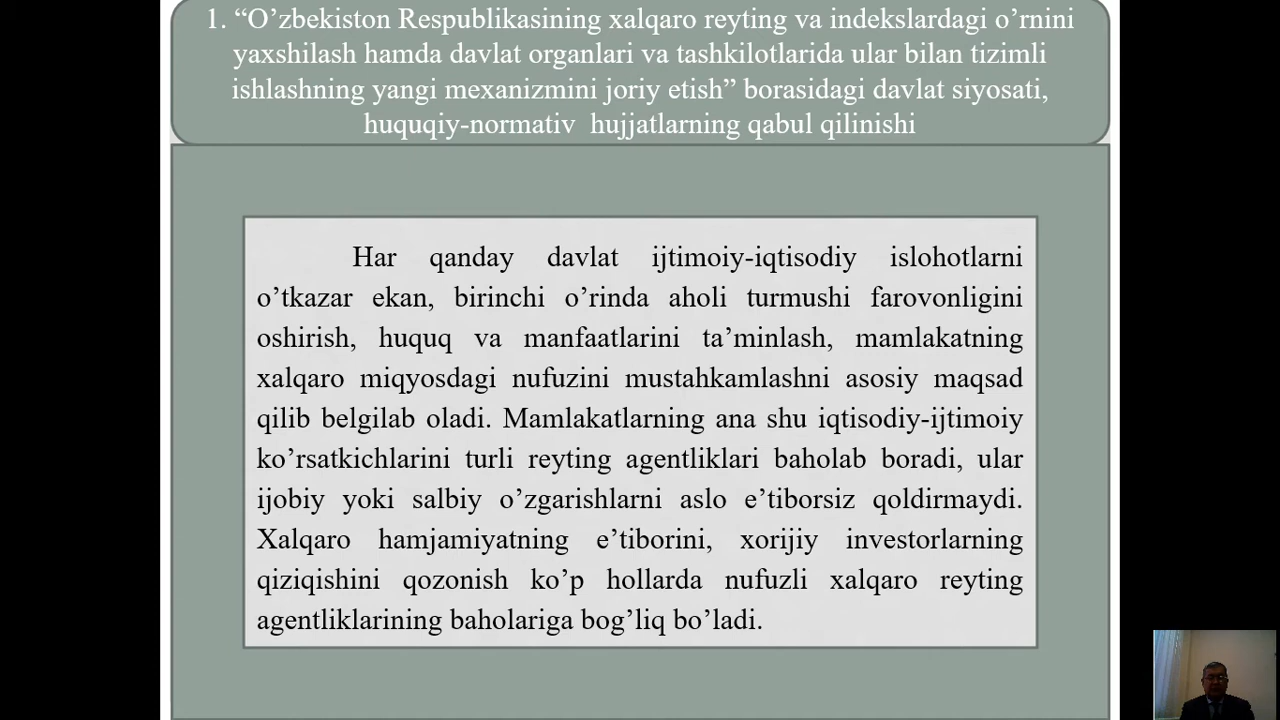 1. “O’zbekiston Respublikasining xalqaro reyting va indekslardagi o’rnini
yaxshilash hamda davlat organlari va tashkilotlarida ular bilan tizimli
ishlashning yangi mexanizmini joriy etish” borasidagi davlat siyosati,
huquqiy-normativ hujjatlarning qabul qilinishi
Har qanday davlat ijtimoiy-iqtisodiy islohotlarni
o’tkazar ekan, birinchi o’rinda aholi turmushi farovonligini
oshirish, huquq va manfaatlarini ta’minlash, mamlakatning
xalqaro miqyosdagi nufuzini mustahkamlashni asosiy maqsad
qilib belgilab oladi. Mamlakatlarning ana shu iqtisodiy-ijtimoiy
ko’rsatkichlarini turli reyting agentliklari baholab boradi, ular
ijobiy yoki salbiy o’zgarishlarni aslo e’tiborsiz qoldirmaydi.
Xalqaro hamjamiyatning e’tiborini, xorijiy investorlarning
qiziqishini qozonish ko’p hollarda nufuzli xalqaro reyting
agentliklarining baholariga bog’liq bo’ladi.